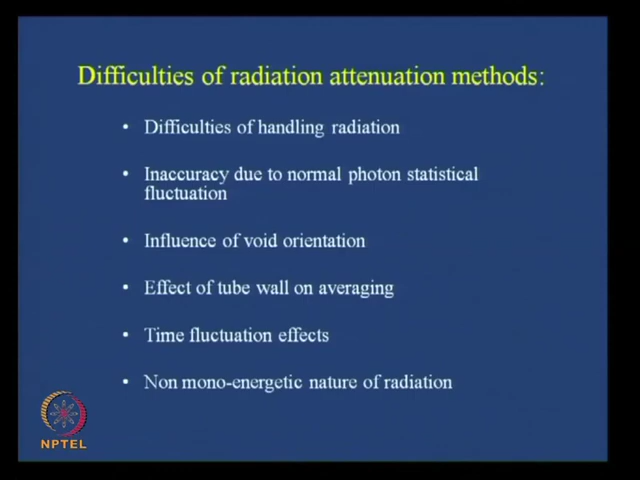 Difficulties of radiation attenuation methods:
• Difficulties of handling radiation
• Inaccuracy due to normal photon statistical
fluctuation
• Influence of void orientation
• Effect of tube wall on averaging
• Time fluctuation effects
• Non mono-energetic nature of radiation
NPTEL